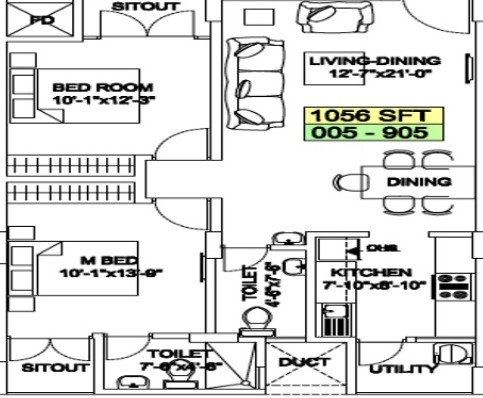 SITOUT
PD
BED ROOM
10'-1"x12'-3"
LIVING-DINING
12'-7"x21'-0"
1056 SFT
005 - 905
DINING
M BED
10'-1"x13'-9"
TOILET
4'-6"x7'-6"
OHS.
KITCHEN
7'-10"x8'-10"
SITOUT
TOILET
7'-6"x4'-6"
DUCT
UTILITY